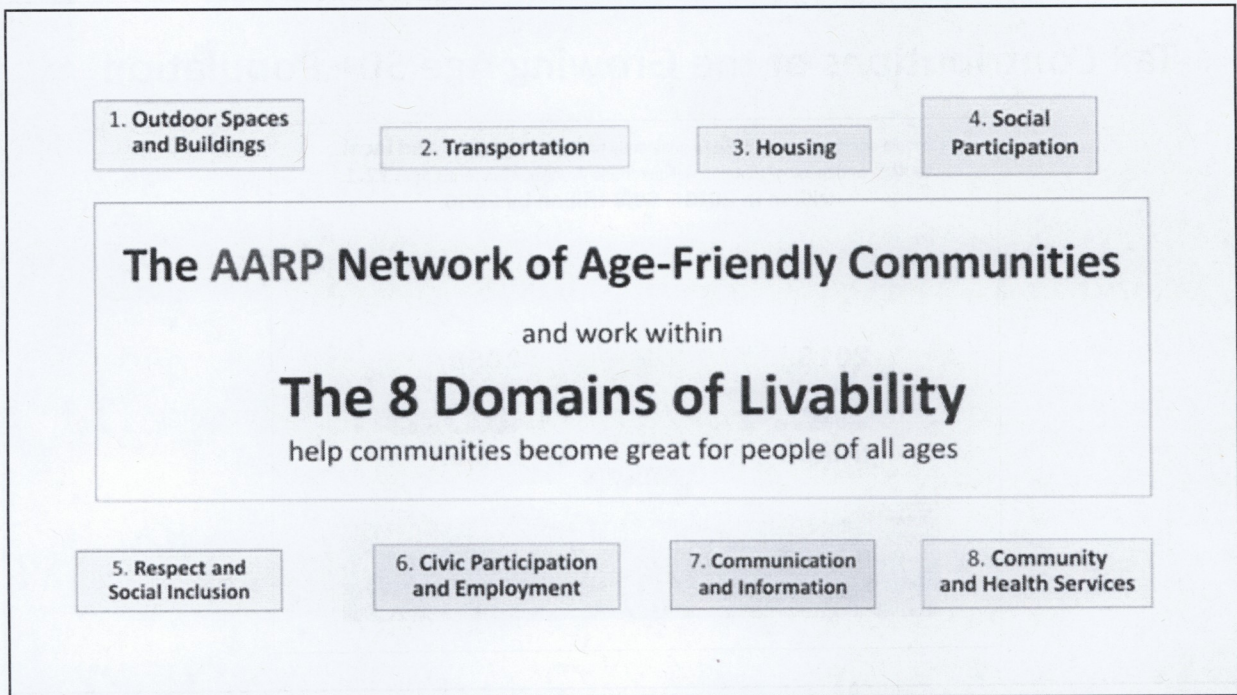 1. Outdoor Spaces
and Buildings
2. Transportation
3. Housing
4. Social
Participation
The AARP Network of Age-Friendly Communities
and work within
The 8 Domains of Livability
help communities become great for people of all ages
5. Respect and
Social Inclusion
6. Civic Participation
and Employment
7. Communication
and Information
8. Community
and Health Services